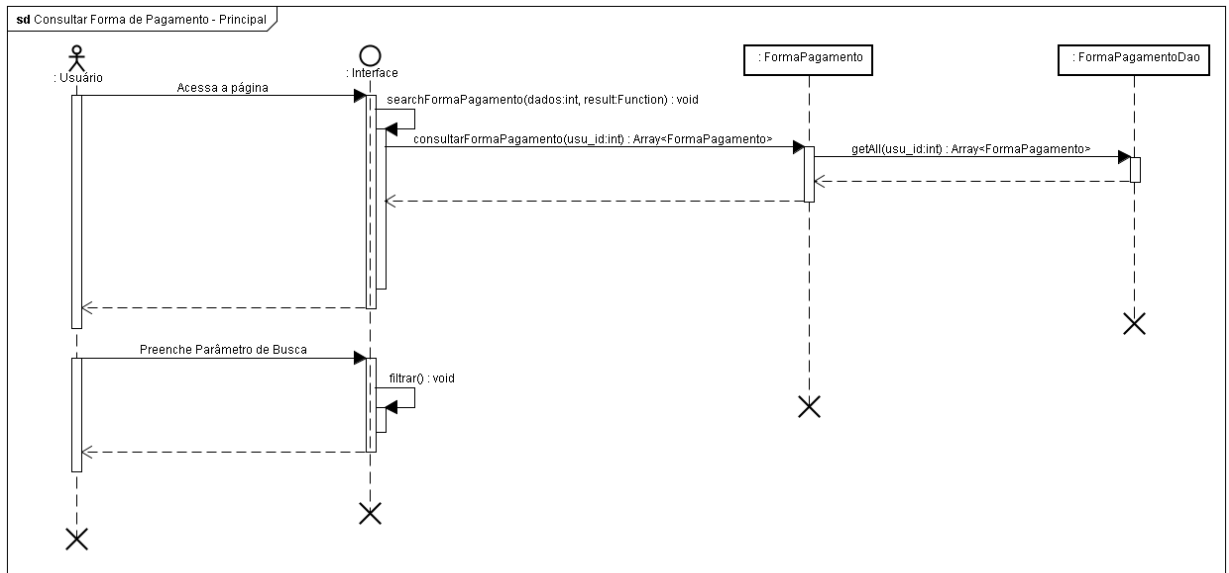 sd Consultar Forma de Pagamento - Principal
: Usuário
: Interface
: FormaPagamento
: FormaPagamentoDao
Acessa a página
searchFormaPagamento(dados:int, result:Function) : void
consultarFormaPagamento(usu_id:int) : Array<FormaPagamento>
getAll(usu_id:int) : Array<FormaPagamento>
Preenche Parâmetro de Busca
filtrar() : void